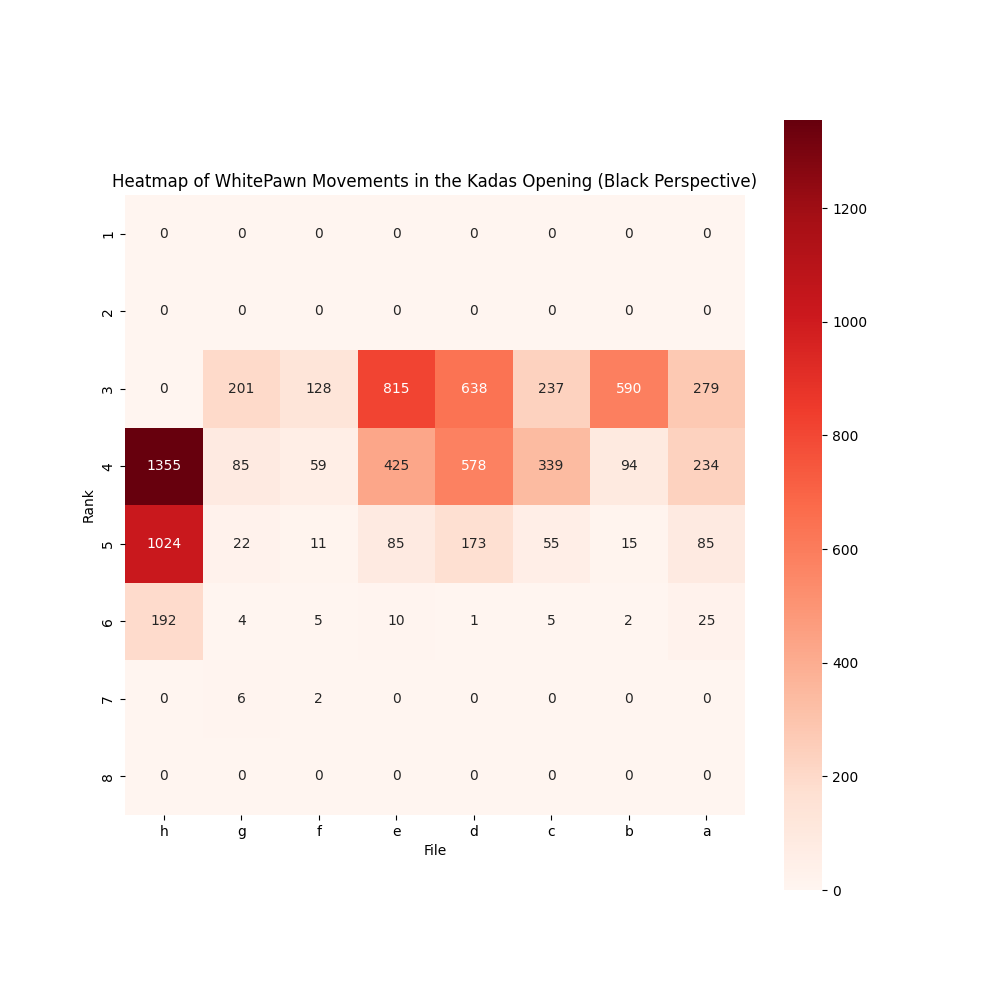 Heatmap of WhitePawn Movements in the Kadas Opening (Black Perspective)
1 0 0 0 0 0 0 0 0
2 0 0 0 0 0 0 0 0
3 0 201 128 815 638 237 590 279
4 1355 85 59 425 578 339 94 234
5 1024 22 11 85 173 55 15 85
6 192 4 5 10 1 5 2 25
7 0 6 2 0 0 0 0 0
8 0 0 0 0 0 0 0 0
h g f e d c b a
File
Rank
1200
1000
800
600
400
200
0